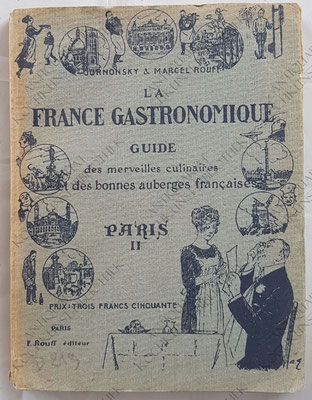 CURNONSKY & MARCEL ROUFF
LA
FRANCE GASTRONOMIQUE
GUIDE
des merveilles culinaires
et des bonnes auberges françaises
PARIS
II
PRIX: TROIS FRANCS CINQUANTE
PARIS
F. Rouff éditeur